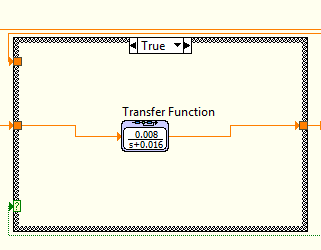 True
Transfer Function
0.008
s+0.016
?